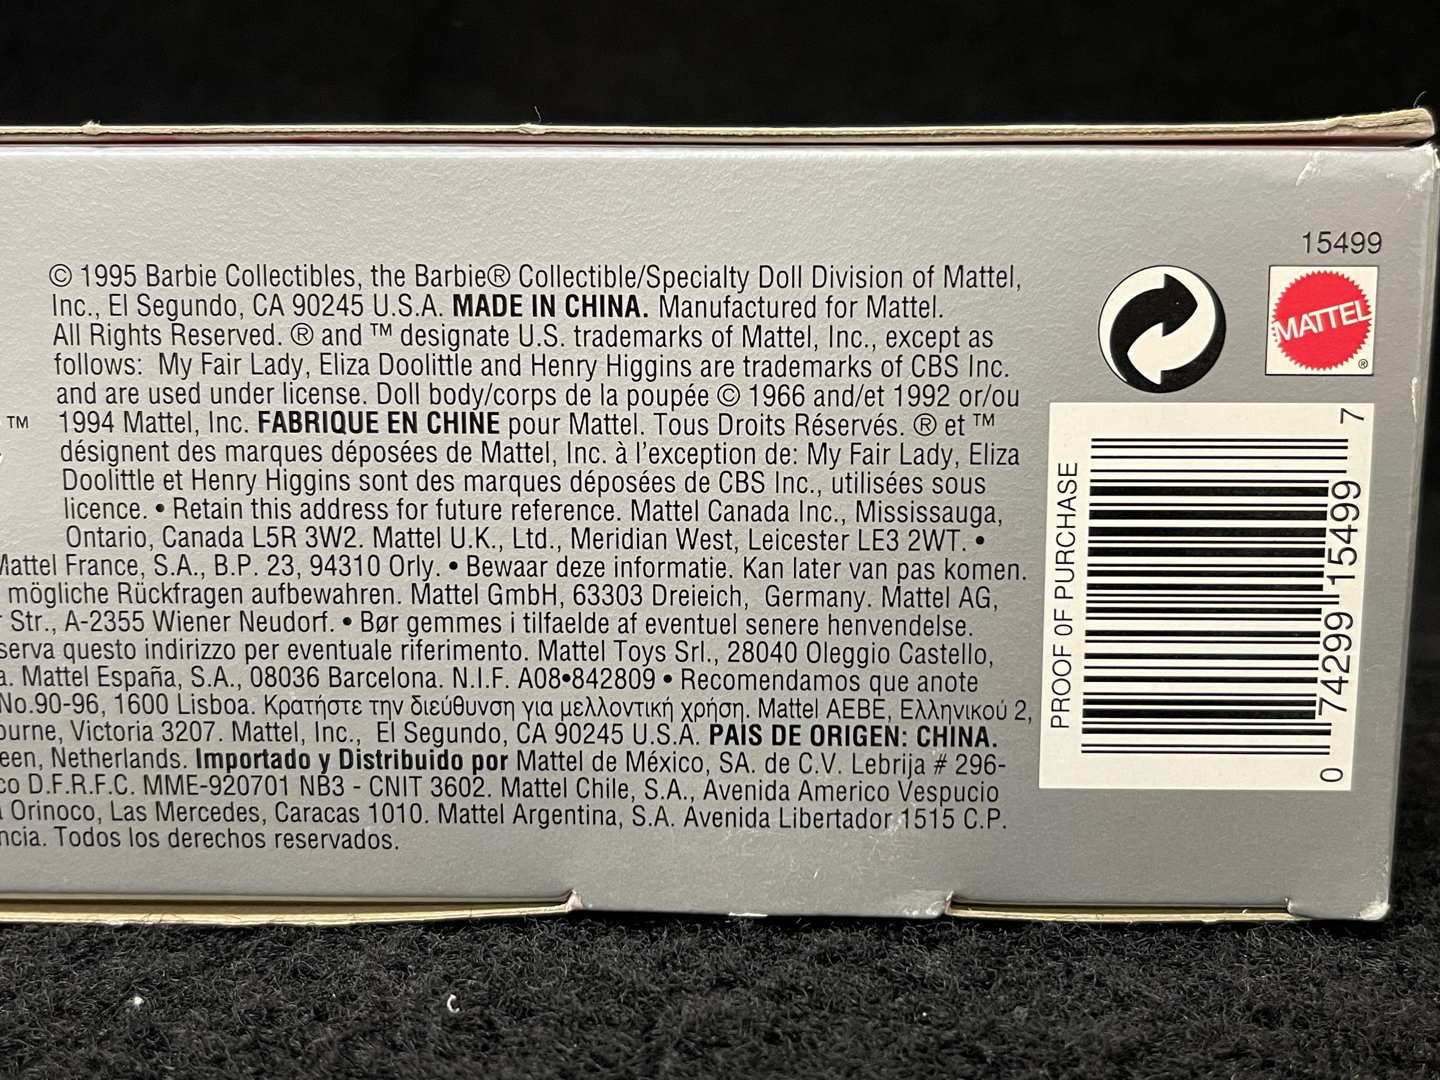 15499
MATTEL
®
© 1995 Barbie Collectibles, the Barbie® Collectible/Specialty Doll Division of Mattel,
Inc., El Segundo, CA 90245 U.S.A. MADE IN CHINA. Manufactured for Mattel.
All Rights Reserved. ® and ™ designate U.S. trademarks of Mattel, Inc., except as
follows: My Fair Lady, Eliza Doolittle and Henry Higgins are trademarks of CBS Inc.
and are used under license. Doll body/corps de la poupée © 1966 and/et 1992 or/ou
™ 1994 Mattel, Inc. FABRIQUE EN CHINE pour Mattel. Tous Droits Réservés. ® et ™
désignent des marques déposées de Mattel, Inc. à l'exception de: My Fair Lady, Eliza
Doolittle et Henry Higgins sont des marques déposées de CBS Inc., utilisées sous
licence. • Retain this address for future reference. Mattel Canada Inc., Mississauga,
Ontario, Canada L5R 3W2. Mattel U.K., Ltd., Meridian West, Leicester LE3 2WT. •
Mattel France, S.A., B.P. 23, 94310 Orly. • Bewaar deze informatie. Kan later van pas komen.
mögliche Rückfragen aufbewahren. Mattel GmbH, 63303 Dreieich, Germany. Mattel AG,
Str., A-2355 Wiener Neudorf. • Bør gemmes i tilfaelde af eventuel senere henvendelse.
serva questo indirizzo per eventuale riferimento. Mattel Toys Srl., 28040 Oleggio Castello,
a. Mattel España, S.A., 08036 Barcelona. N.I.F. A08•842809 • Recomendamos que anote
No.90-96, 1600 Lisboa. Κρατήστε την διεύθυνση για μελλοντική χρήση. Mattel AEBE, Ελληνικού 2,
ourne, Victoria 3207. Mattel, Inc., El Segundo, CA 90245 U.S.A. PAIS DE ORIGEN: CHINA.
een, Netherlands. Importado y Distribuido por Mattel de México, SA. de C.V. Lebrija # 296-
co D.F.R.F.C. MME-920701 NB3 - CNIT 3602. Mattel Chile, S.A., Avenida Americo Vespucio
Orinoco, Las Mercedes, Caracas 1010. Mattel Argentina, S.A. Avenida Libertador 1515 C.P.
ncia. Todos los derechos reservados.
PROOF OF PURCHASE
0 74299 15499 7